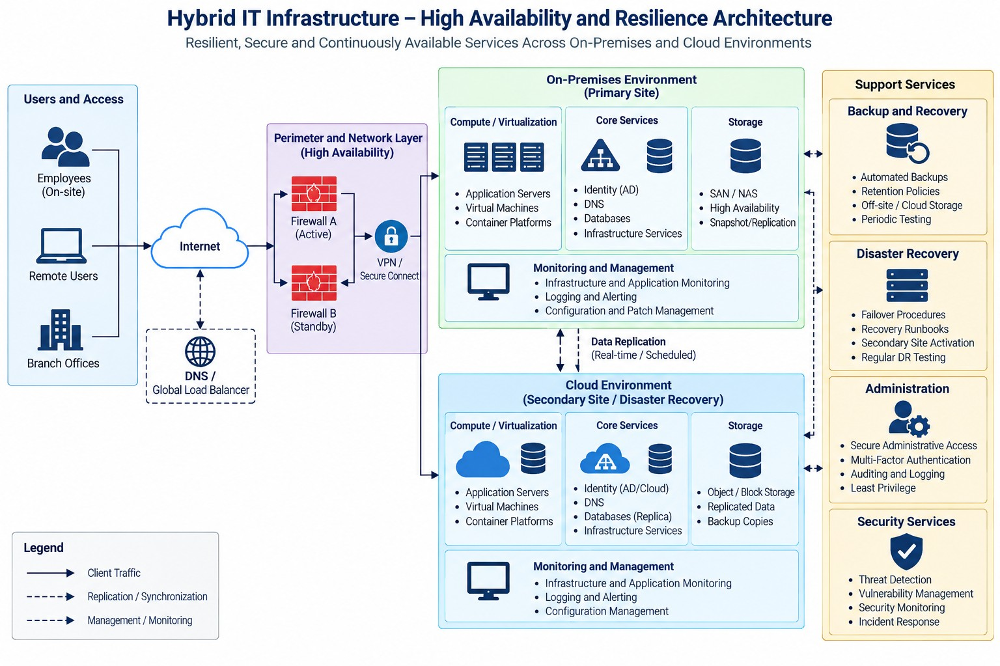 Hybrid IT Infrastructure – High Availability and Resilience Architecture
Resilient, Secure and Continuously Available Services Across On-Premises and Cloud Environments
Users and Access
Employees
(On-site)
Remote Users
Branch Offices
Internet
DNS /
Global Load Balancer
Perimeter and Network Layer
(High Availability)
Firewall A
(Active)
Firewall B
(Standby)
VPN /
Secure Connect
On-Premises Environment
(Primary Site)
Compute / Virtualization
• Application Servers
• Virtual Machines
• Container Platforms
Core Services
• Identity (AD)
• DNS
• Databases
• Infrastructure Services
Storage
• SAN / NAS
• High Availability
• Snapshot/Replication
Monitoring and Management
• Infrastructure and Application Monitoring
• Logging and Alerting
• Configuration and Patch Management
Data Replication
(Real-time / Scheduled)
Cloud Environment
(Secondary Site / Disaster Recovery)
Compute / Virtualization
• Application Servers
• Virtual Machines
• Container Platforms
Core Services
• Identity (AD/Cloud)
• DNS
• Databases (Replica)
• Infrastructure Services
Storage
• Object / Block Storage
• Replicated Data
• Backup Copies
Monitoring and Management
• Infrastructure and Application Monitoring
• Logging and Alerting
• Configuration Management
Support Services
Backup and Recovery
• Automated Backups
• Retention Policies
• Off-site / Cloud Storage
• Periodic Testing
Disaster Recovery
• Failover Procedures
• Recovery Runbooks
• Secondary Site Activation
• Regular DR Testing
Administration
• Secure Administrative Access
• Multi-Factor Authentication
• Auditing and Logging
• Least Privilege
Security Services
• Threat Detection
• Vulnerability Management
• Security Monitoring
• Incident Response
Legend
Client Traffic
Replication / Synchronization
Management / Monitoring